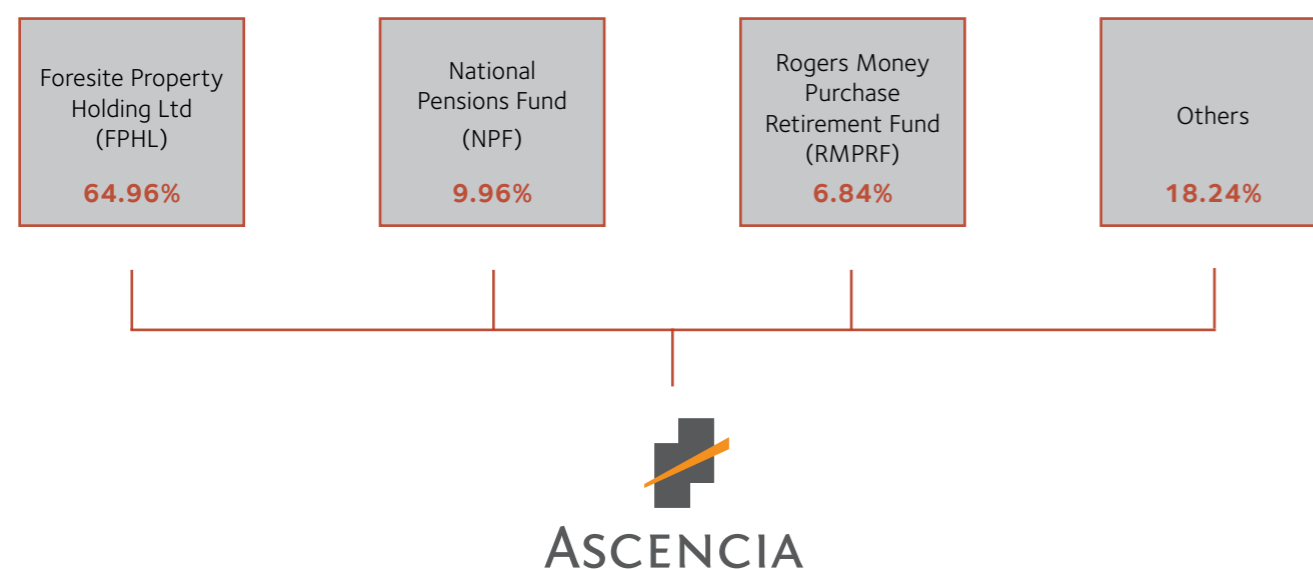 Foresite Property
Holding Ltd
(FPHL)
64.96%
National
Pensions Fund
(NPF)
9.96%
Rogers Money
Purchase
Retirement Fund
(RMPRF)
6.84%
Others
18.24%
ASCENCIA